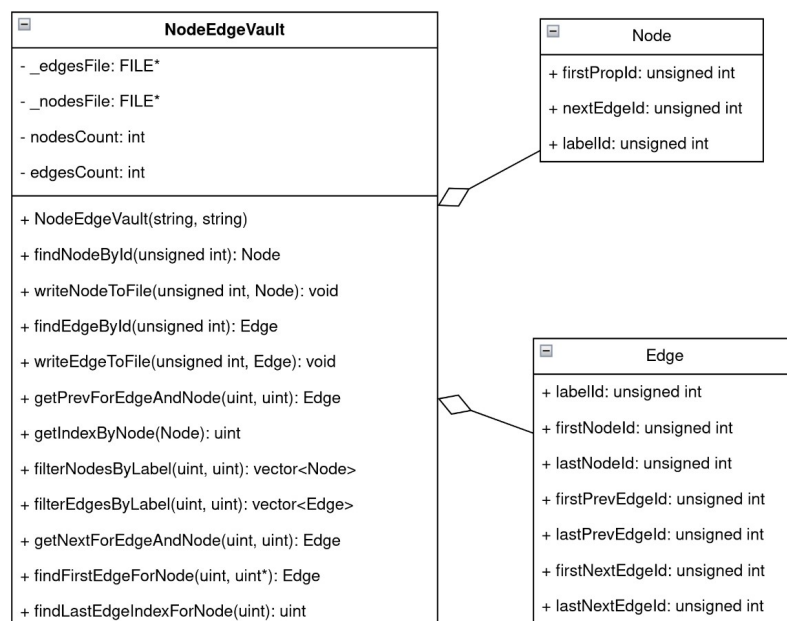 NodeEdgeVault
- _edgesFile: FILE*
- _nodesFile: FILE*
- nodesCount: int
- edgesCount: int
+ NodeEdgeVault(string, string)
+ findNodeById(unsigned int): Node
+ writeNodeToFile(unsigned int, Node): void
+ findEdgeById(unsigned int): Edge
+ writeEdgeToFile(unsigned int, Edge): void
+ getPrevForEdgeAndNode(uint, uint): Edge
+ getIndexByNode(Node): uint
+ filterNodesByLabel(uint, uint): vector<Node>
+ filterEdgesByLabel(uint, uint): vector<Edge>
+ getNextForEdgeAndNode(uint, uint): Edge
+ findFirstEdgeForNode(uint, uint*): Edge
+ findLastEdgeIndexForNode(uint): uint
Node
+ firstPropId: unsigned int
+ nextEdgeId: unsigned int
+ labelId: unsigned int
Edge
+ labelId: unsigned int
+ firstNodeId: unsigned int
+ lastNodeId: unsigned int
+ firstPrevEdgeId: unsigned int
+ lastPrevEdgeId: unsigned int
+ firstNextEdgeId: unsigned int
+ lastNextEdgeId: unsigned int